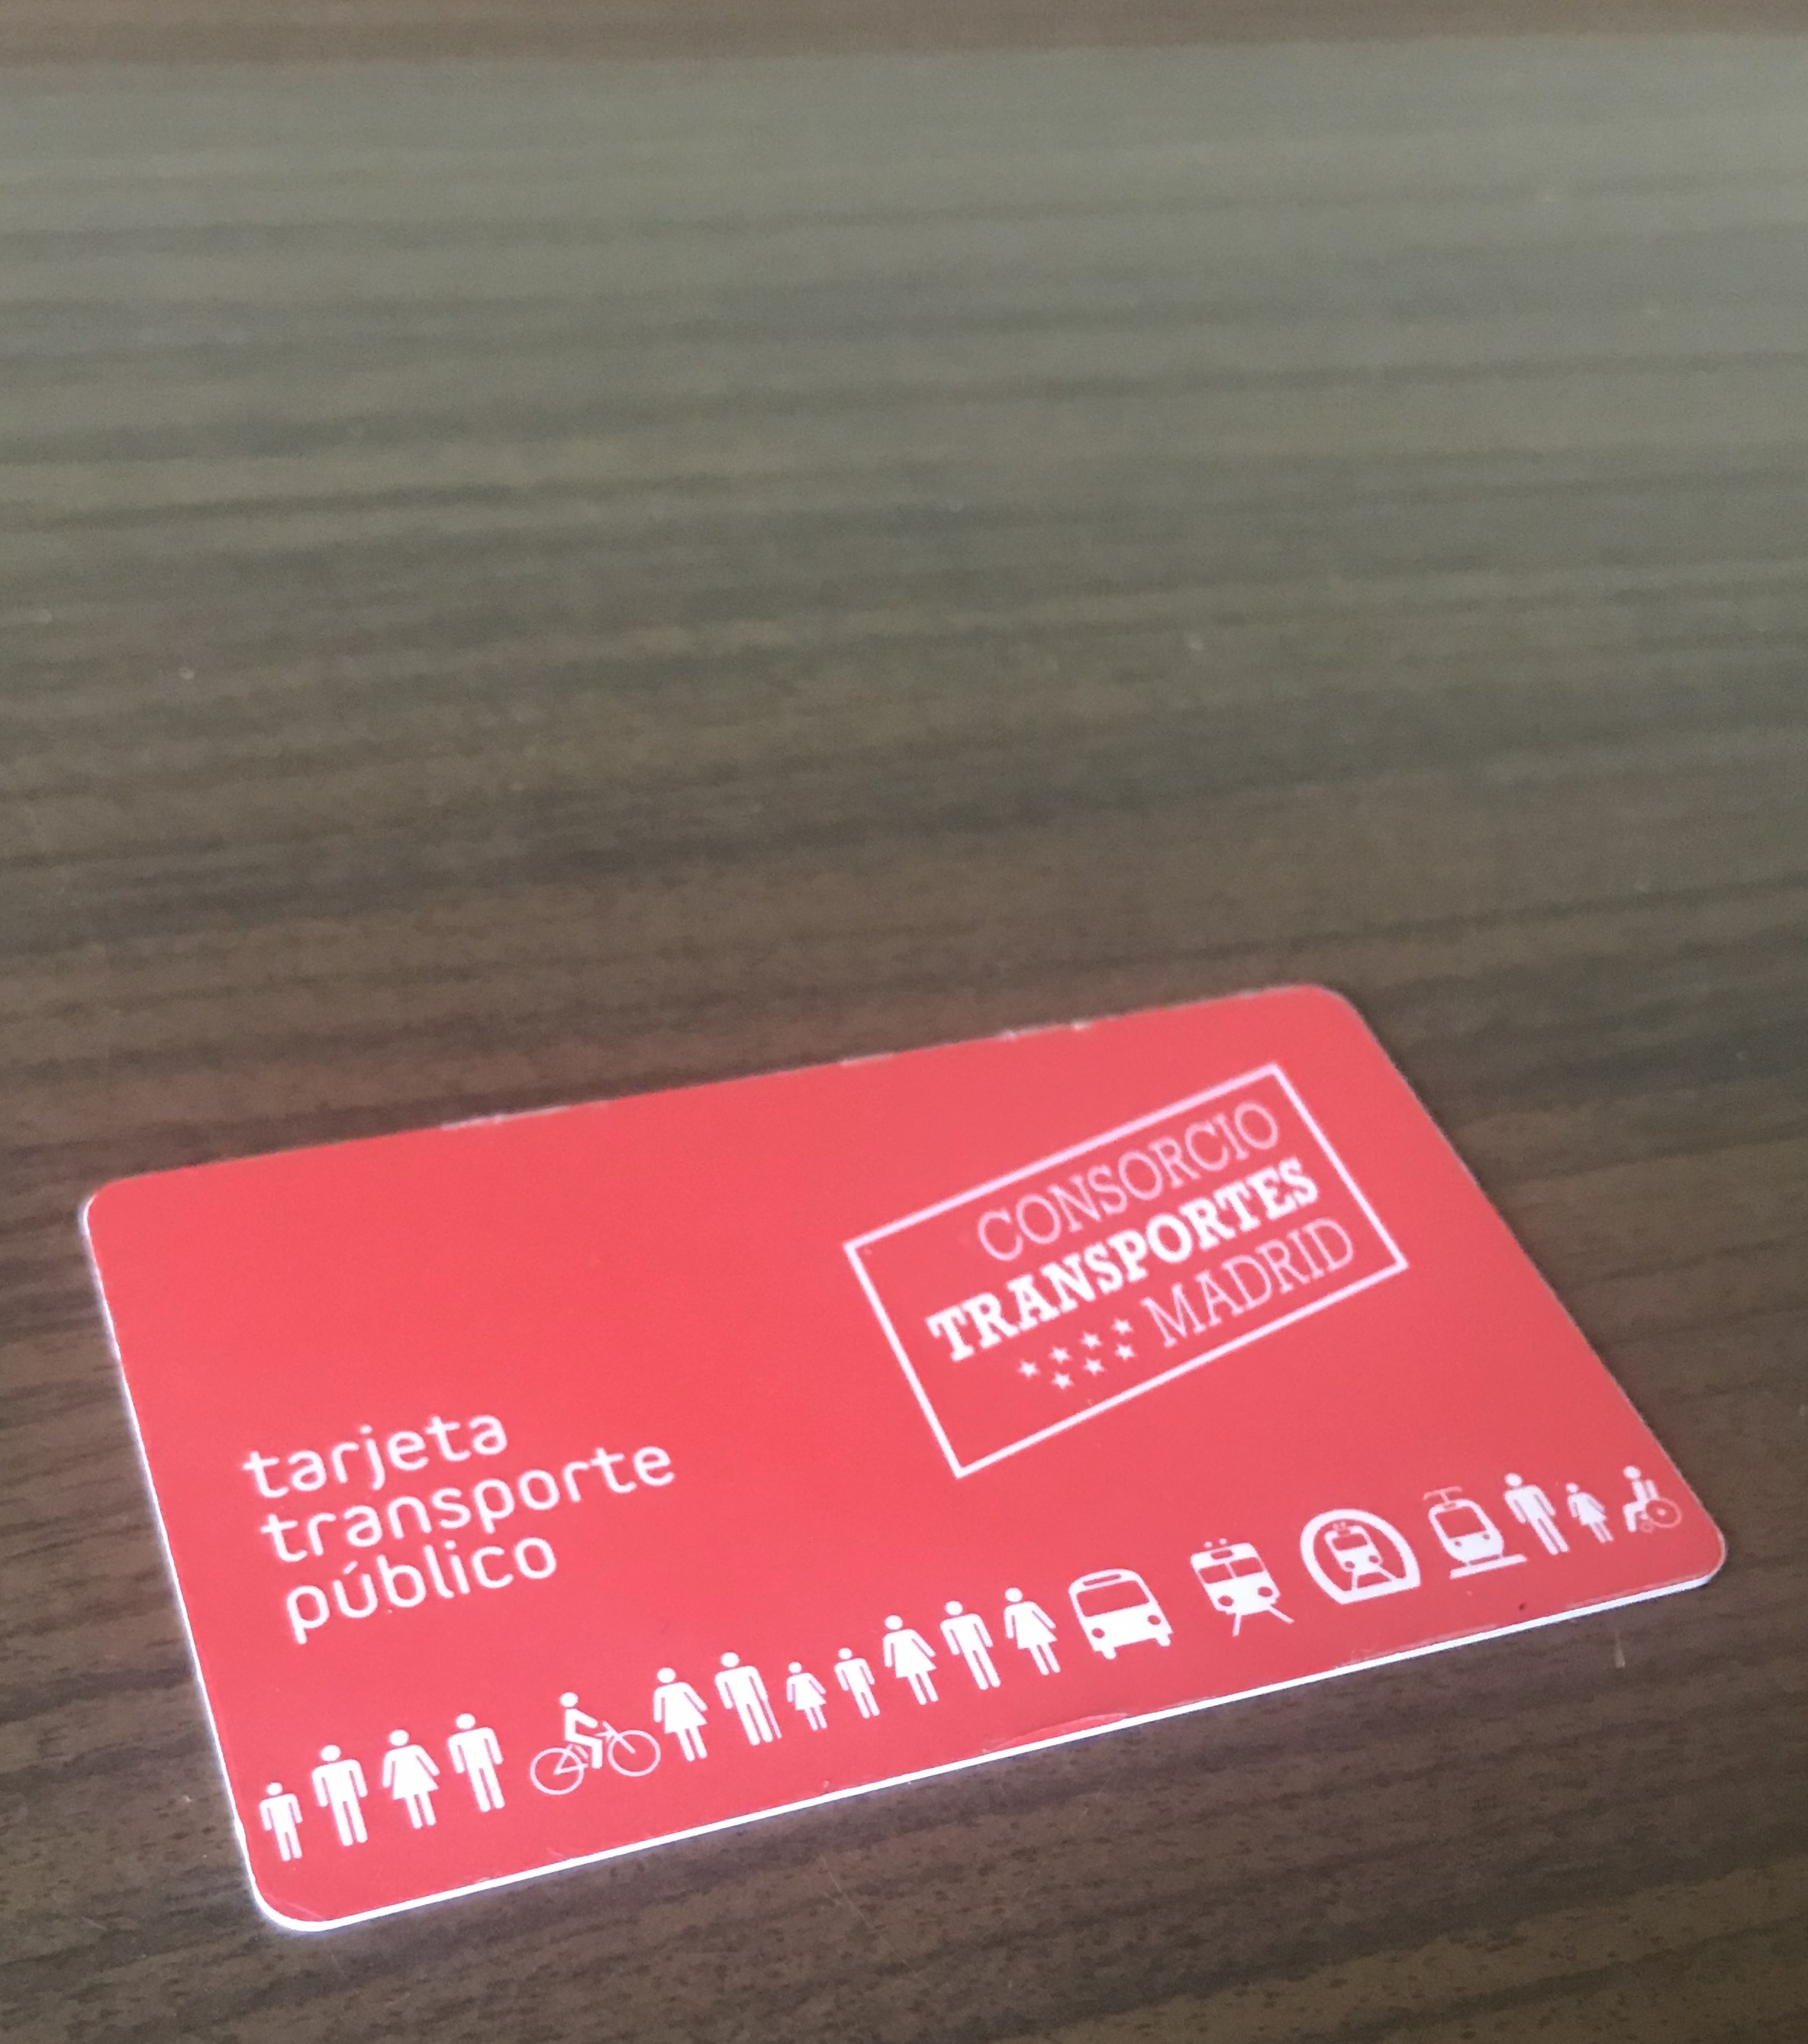 CONSORCIO
TRANSPORTES
MADRID
tarjeta
transporte
público